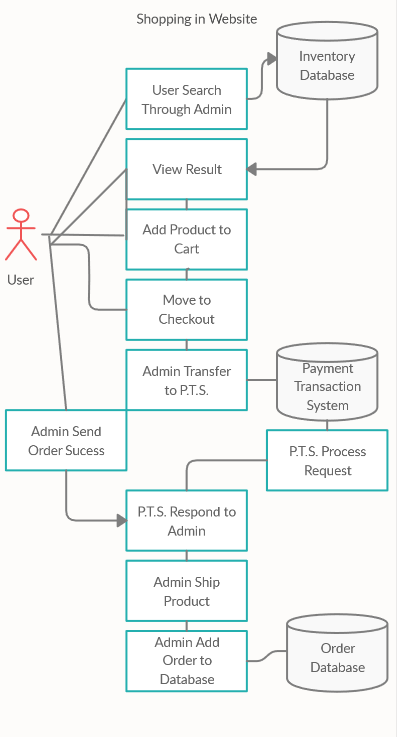 Shopping in Website
Inventory
Database
User Search
Through Admin
View Result
Add Product to
Cart
User
Move to
Checkout
Admin Transfer
to P.T.S.
Payment
Transaction
System
Admin Send
Order Sucess
P.T.S. Process
Request
P.T.S. Respond to
Admin
Admin Ship
Product
Admin Add
Order to
Database
Order
Database